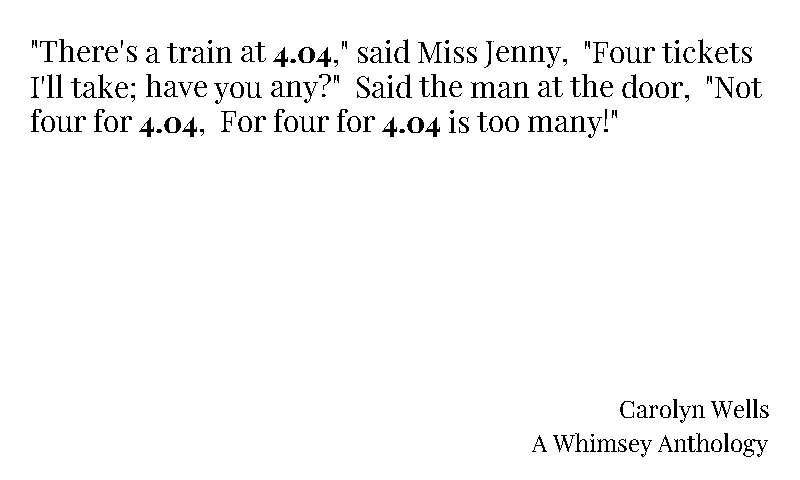 "There's a train at 4.04," said Miss Jenny, "Four tickets
I'll take; have you any?" Said the man at the door, "Not
four for 4.04, For four for 4.04 is too many!"
Carolyn Wells
A Whimsey Anthology